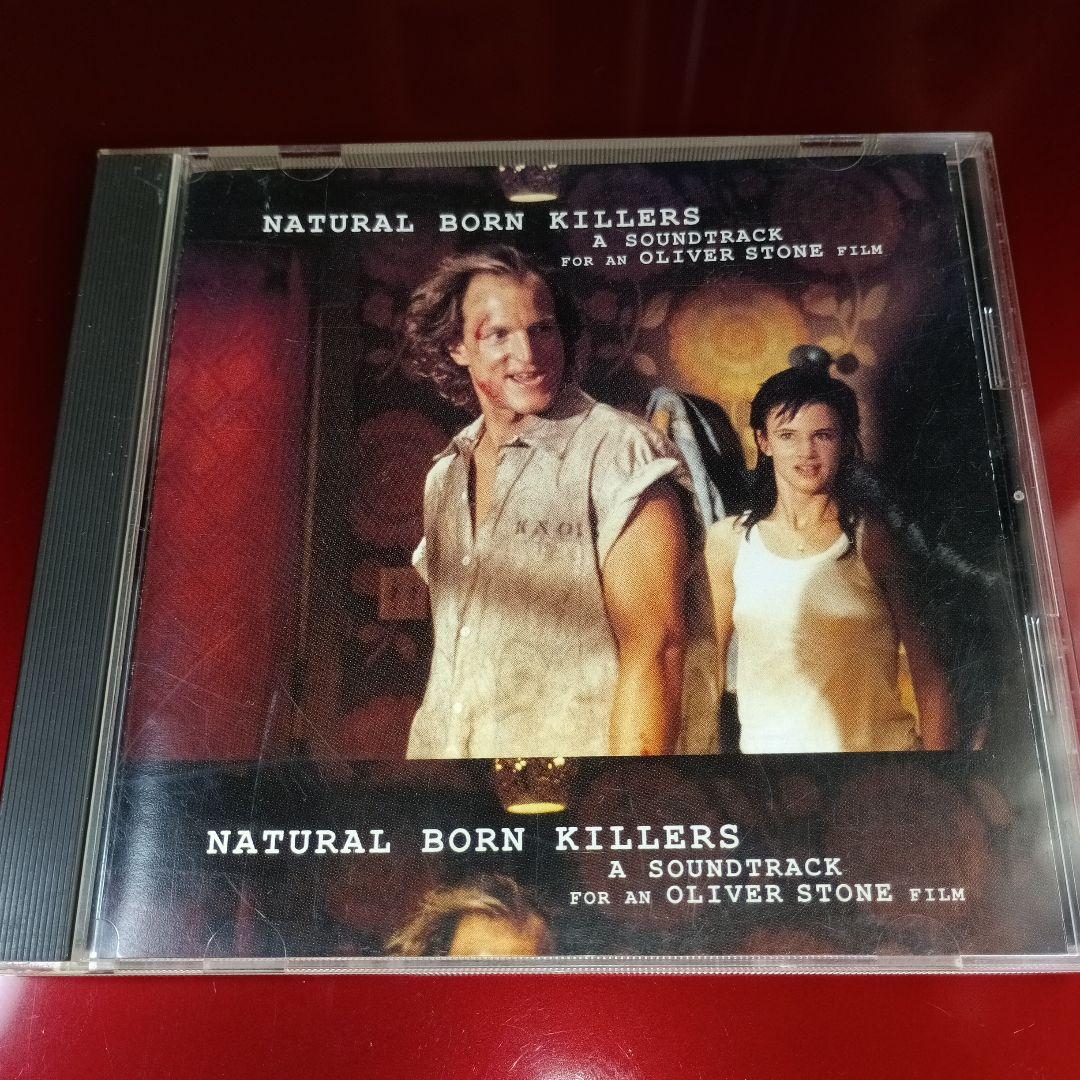 NATURAL BORN KILLERS
A SOUNDTRACK
FOR AN OLIVER STONE FILM
NATURAL BORN KILLERS
A SOUNDTRACK
FOR AN OLIVER STONE FILM